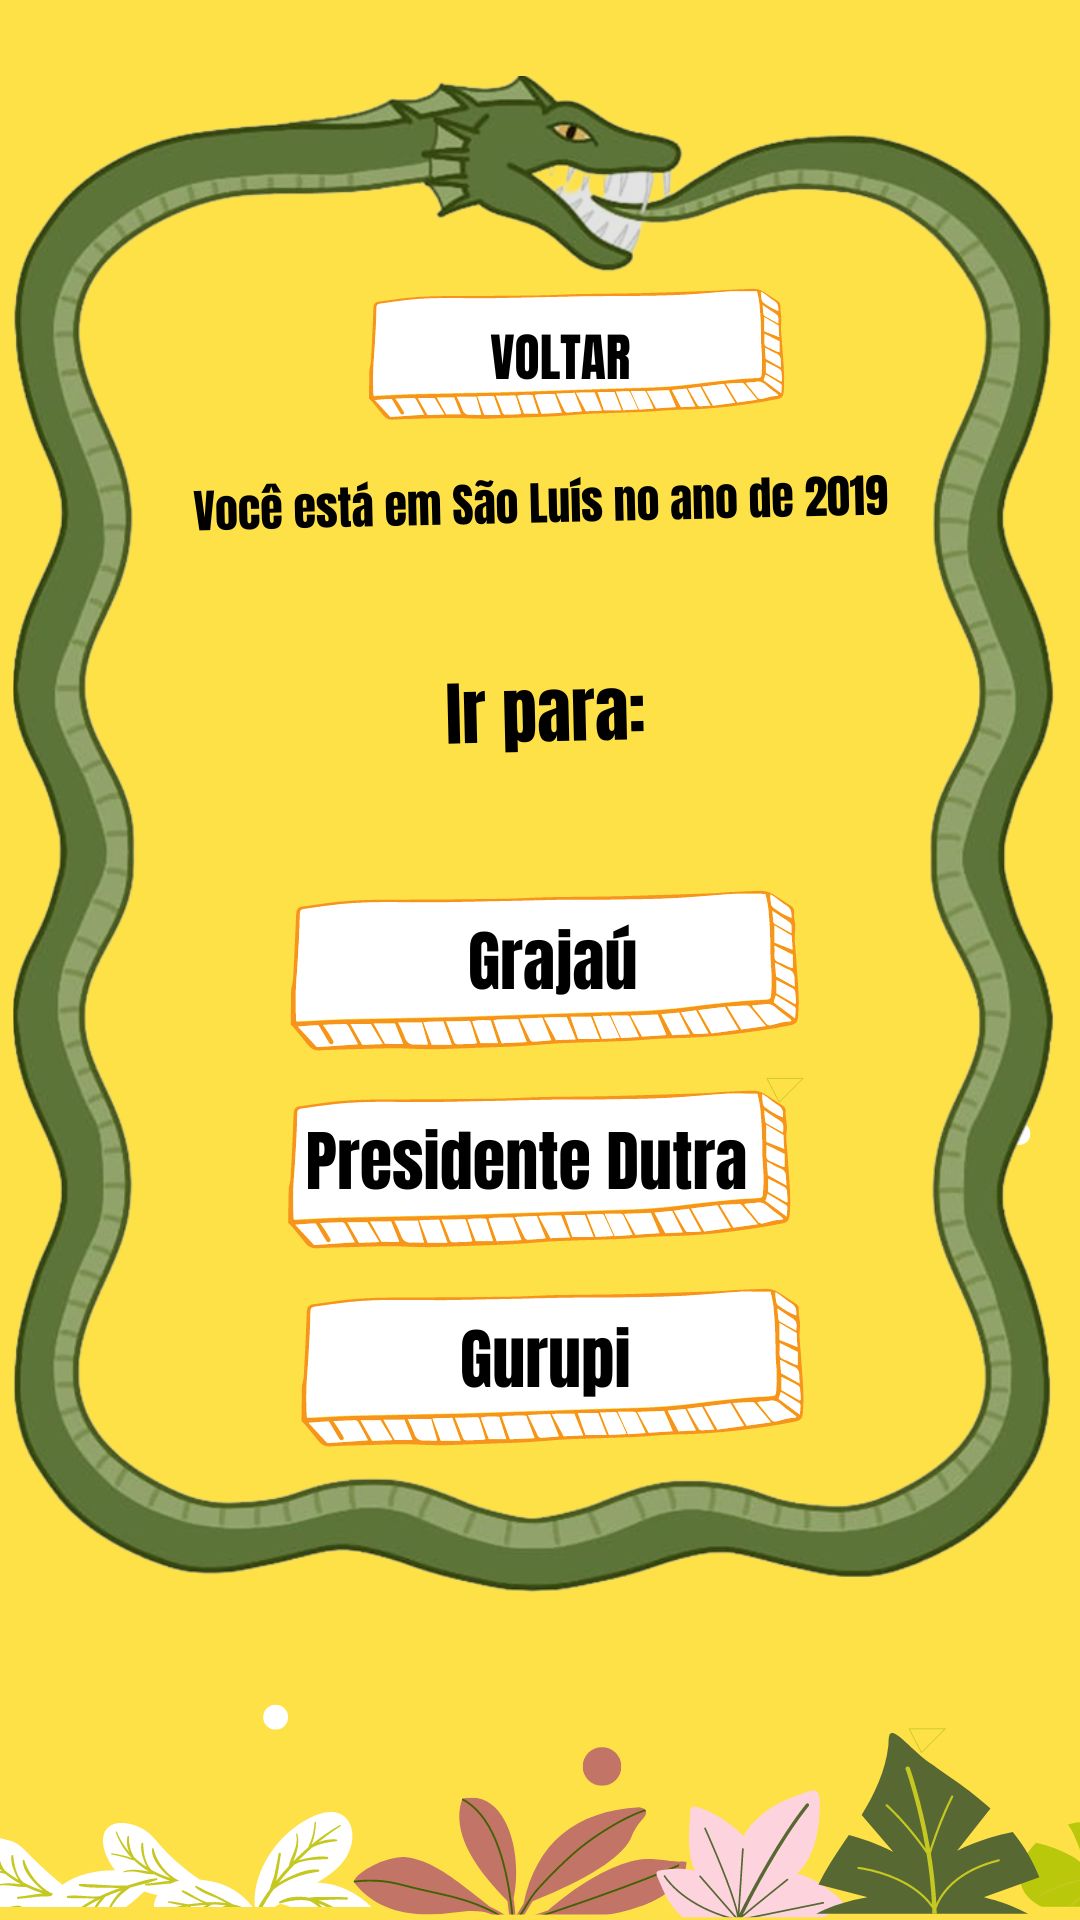 VOLTAR
Você está em São Luís no ano de 2019
Ir para:
Grajaú
Presidente Dutra
Gurupi